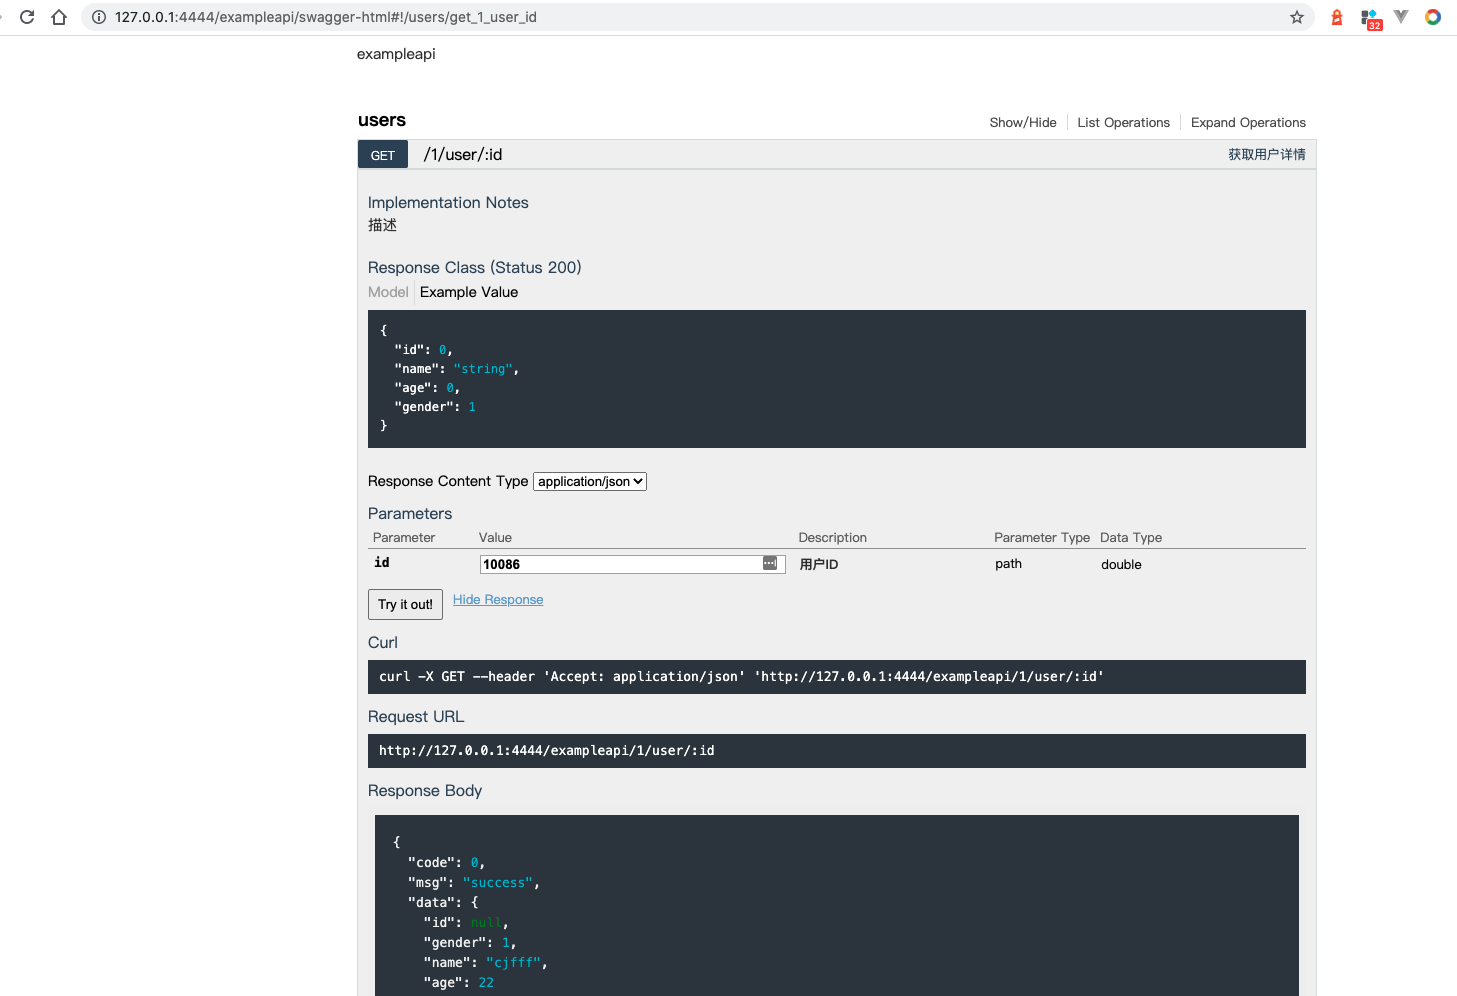 127.0.0.1:4444/exampleapi/swagger-html#!/users/get_1_user_id
32
exampleapi
users
Show/Hide List Operations Expand Operations
GET /1/user/:id 获取用户详情
Implementation Notes
描述
Response Class (Status 200)
Model Example Value
{
"id": 0,
"name": "string",
"age": 0,
"gender": 1
}
Response Content Type application/json
Parameters
Parameter Value Description Parameter Type Data Type
id 10086 用户ID path double
Try it out! Hide Response
Curl
curl -X GET --header 'Accept: application/json' 'http://127.0.0.1:4444/exampleapi/1/user/:id'
Request URL
http://127.0.0.1:4444/exampleapi/1/user/:id
Response Body
{
"code": 0,
"msg": "success",
"data": {
"id": null,
"gender": 1,
"name": "cjfff",
"age": 22